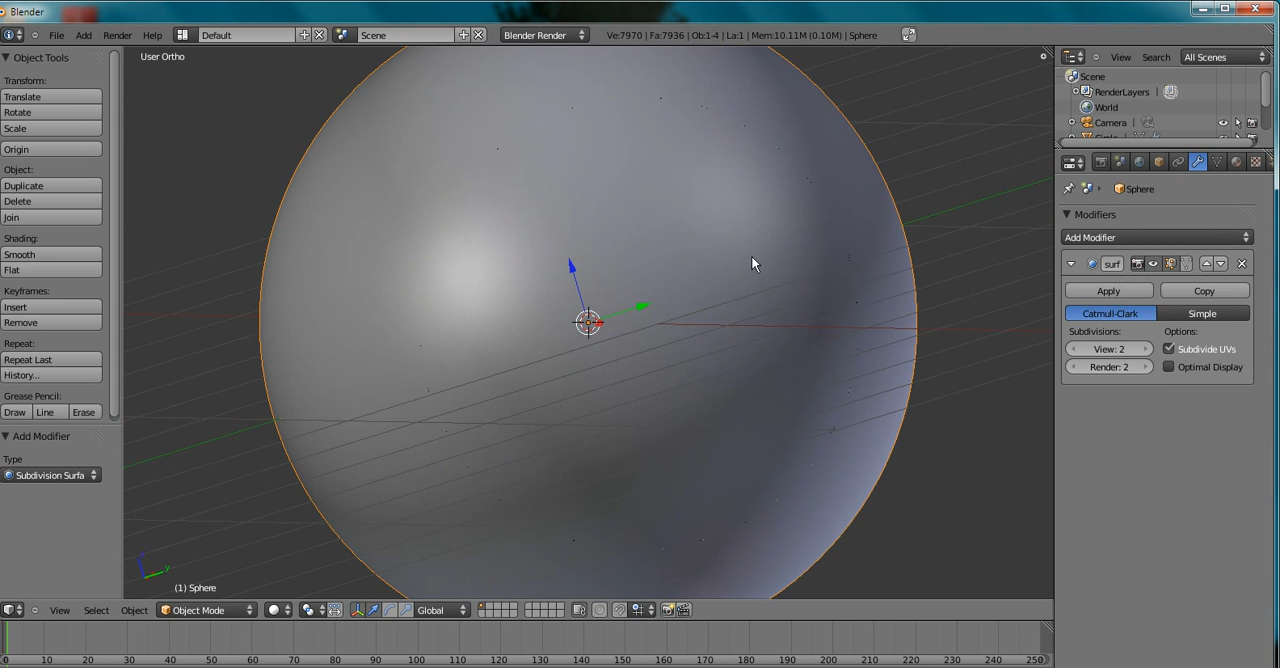 Blender
File Add Render Help Default Scene Blender Render Ve:7970 | Fa:7936 | Ob:1-4 | La:1 | Mem:10.11M (0.10M) | Sphere
Object Tools
Transform:
Translate
Rotate
Scale
Origin
Object:
Duplicate
Delete
Join
Shading:
Smooth
Flat
Keyframes:
Insert
Remove
Repeat:
Repeat Last
History...
Grease Pencil:
Draw Line Erase
Add Modifier
Type
Subdivision Surfa
User Ortho
y
(1) Sphere
View Select Object Object Mode Global
0 10 20 30 40 50 60 70 80 90 100 110 120 130 140 150 160 170 180 190 200 210 220 230 240 250
View Search All Scenes
Scene
RenderLayers |
World
Camera |
Sphere
Modifiers
Add Modifier
surf
Apply Copy
Catmull-Clark Simple
Subdivisions: Options:
View: 2 Subdivide UVs
Render: 2 Optimal Display